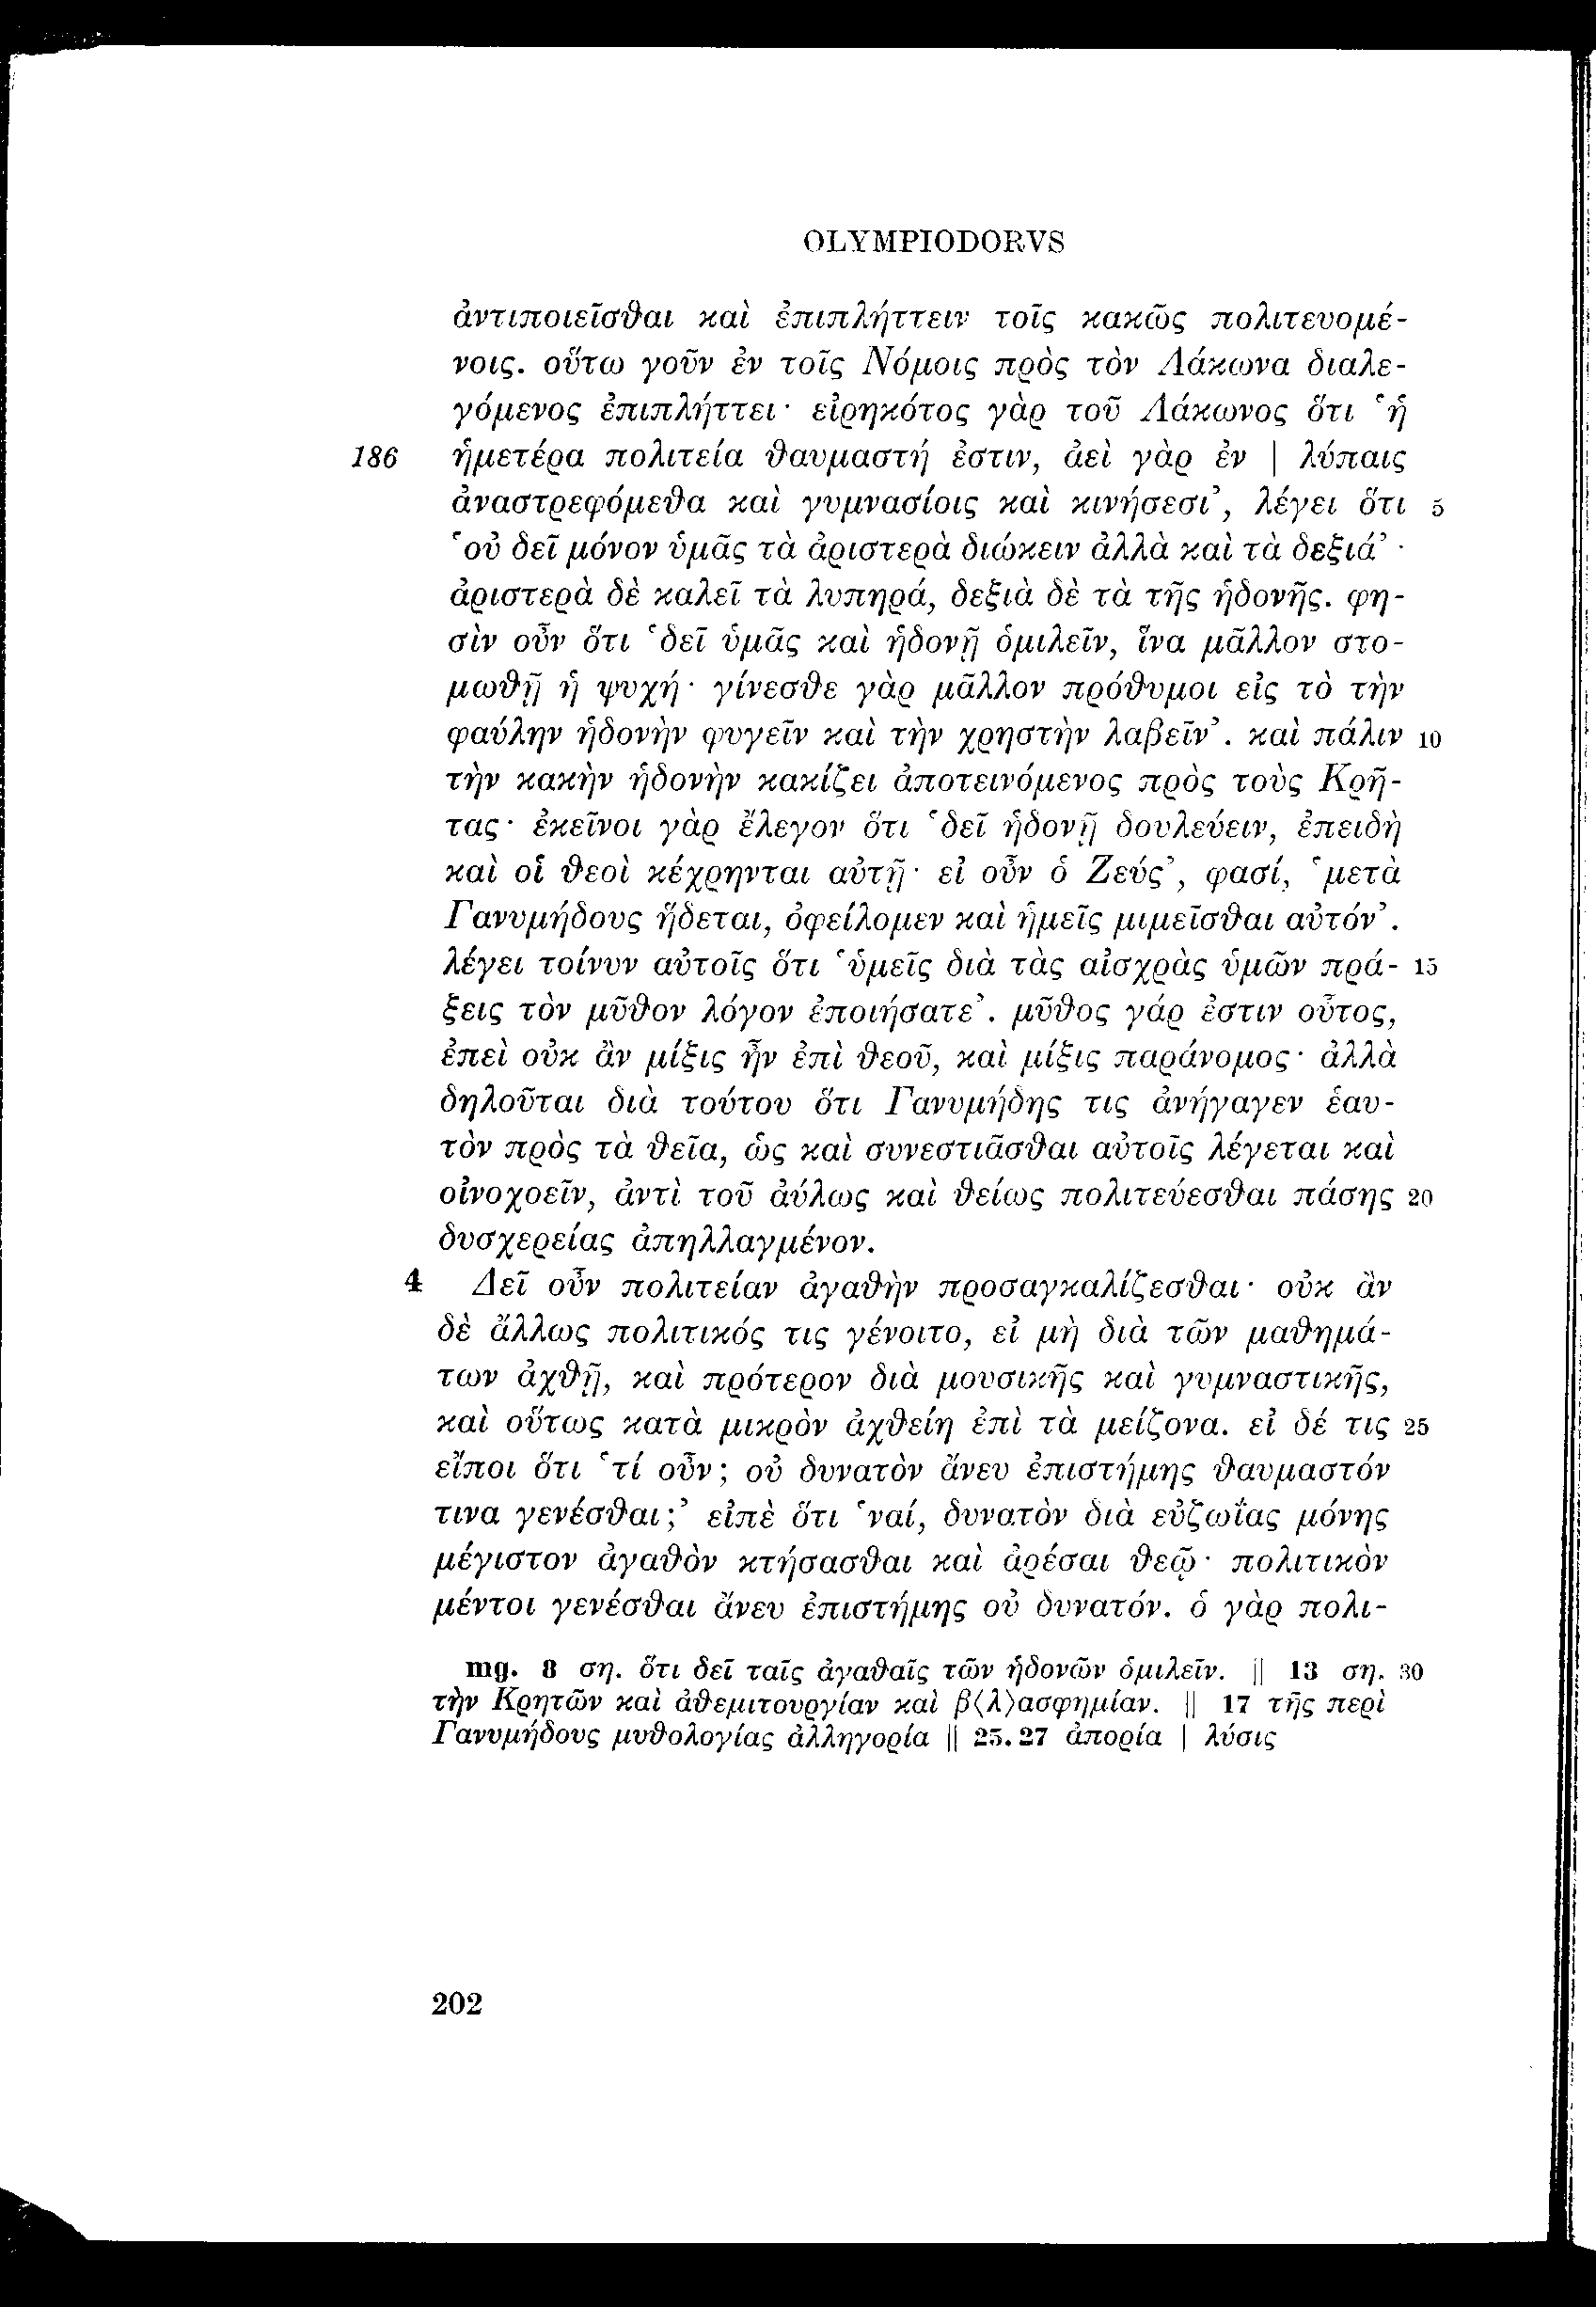 OLYMPIODORVS
ἀντιποιεῖσθαι καὶ ἐπιπλήττειν τοῖς κακῶς πολιτευομέ-
νοις. οὕτω γοῦν ἐν τοῖς Νόμοις πρὸς τὸν Λάκωνα διαλε-
γόμενος ἐπιπλήττει· εἰρηκότος γὰρ τοῦ Λάκωνος ὅτι ‘ἡ
186 ἡμετέρα πολιτεία θαυμαστή ἐστιν, ἀεὶ γὰρ ἐν | λύπαις
ἀναστρεφόμεθα καὶ γυμνασίοις καὶ κινήσεσι’, λέγει ὅτι 5
‘οὐ δεῖ μόνον ὑμᾶς τὰ ἀριστερὰ διώκειν ἀλλὰ καὶ τὰ δεξιά’·
ἀριστερὰ δὲ καλεῖ τὰ λυπηρά, δεξιὰ δὲ τὰ τῆς ἡδονῆς. φη-
σὶν οὖν ὅτι ‘δεῖ ὑμᾶς καὶ ἡδονῇ ὁμιλεῖν, ἵνα μᾶλλον στο-
μωθῇ ἡ ψυχή· γίνεσθε γὰρ μᾶλλον πρόθυμοι εἰς τὸ τὴν
φαύλην ἡδονὴν φυγεῖν καὶ τὴν χρηστὴν λαβεῖν’. καὶ πάλιν 10
τὴν κακὴν ἡδονὴν κακίζει ἀποτεινόμενος πρὸς τοὺς Κρῆ-
τας· ἐκεῖνοι γὰρ ἔλεγον ὅτι ‘δεῖ ἡδονῇ δουλεύειν, ἐπειδὴ
καὶ οἱ θεοὶ κέχρηνται αὐτῇ· εἰ οὖν ὁ Ζεύς’, φασί, ‘μετὰ
Γανυμήδους ἥδεται, ὀφείλομεν καὶ ἡμεῖς μιμεῖσθαι αὐτόν’.
λέγει τοίνυν αὐτοῖς ὅτι ‘ὑμεῖς διὰ τὰς αἰσχρὰς ὑμῶν πρά- 15
ξεις τὸν μῦθον λόγον ἐποιήσατε’. μῦθος γάρ ἐστιν οὗτος,
ἐπεὶ οὐκ ἂν μίξις ἦν ἐπὶ θεοῦ, καὶ μίξις παράνομος· ἀλλὰ
δηλοῦται διὰ τούτου ὅτι Γανυμήδης τις ἀνήγαγεν ἑαυ-
τὸν πρὸς τὰ θεῖα, ὡς καὶ συνεστιᾶσθαι αὐτοῖς λέγεται καὶ
οἰνοχοεῖν, ἀντὶ τοῦ ἀύλως καὶ θείως πολιτεύεσθαι πάσης 20
δυσχερείας ἀπηλλαγμένον.
4 Δεῖ οὖν πολιτείαν ἀγαθὴν προσαγκαλίζεσθαι· οὐκ ἂν
δὲ ἄλλως πολιτικός τις γένοιτο, εἰ μὴ διὰ τῶν μαθημά-
των ἀχθῇ, καὶ πρότερον διὰ μουσικῆς καὶ γυμναστικῆς,
καὶ οὕτως κατὰ μικρὸν ἀχθείη ἐπὶ τὰ μείζονα. εἰ δέ τις 25
εἴποι ὅτι ‘τί οὖν; οὐ δυνατὸν ἄνευ ἐπιστήμης θαυμαστόν
τινα γενέσθαι;’ εἰπὲ ὅτι ‘ναί, δυνατὸν διὰ εὐζωΐας μόνης
μέγιστον ἀγαθὸν κτήσασθαι καὶ ἀρέσαι θεῷ· πολιτικὸν
μέντοι γενέσθαι ἄνευ ἐπιστήμης οὐ δυνατόν. ὁ γὰρ πολι-
mg. 8 ση. ὅτι δεῖ ταῖς ἀγαθαῖς τῶν ἡδονῶν ὁμιλεῖν. || 13 ση. 30
τὴν Κρητῶν καὶ ἀθεμιτουργίαν καὶ β⟨λ⟩ασφημίαν. || 17 τῆς περὶ
Γανυμήδους μυθολογίας ἀλληγορία || 25. 27 ἀπορία | λύσις
202